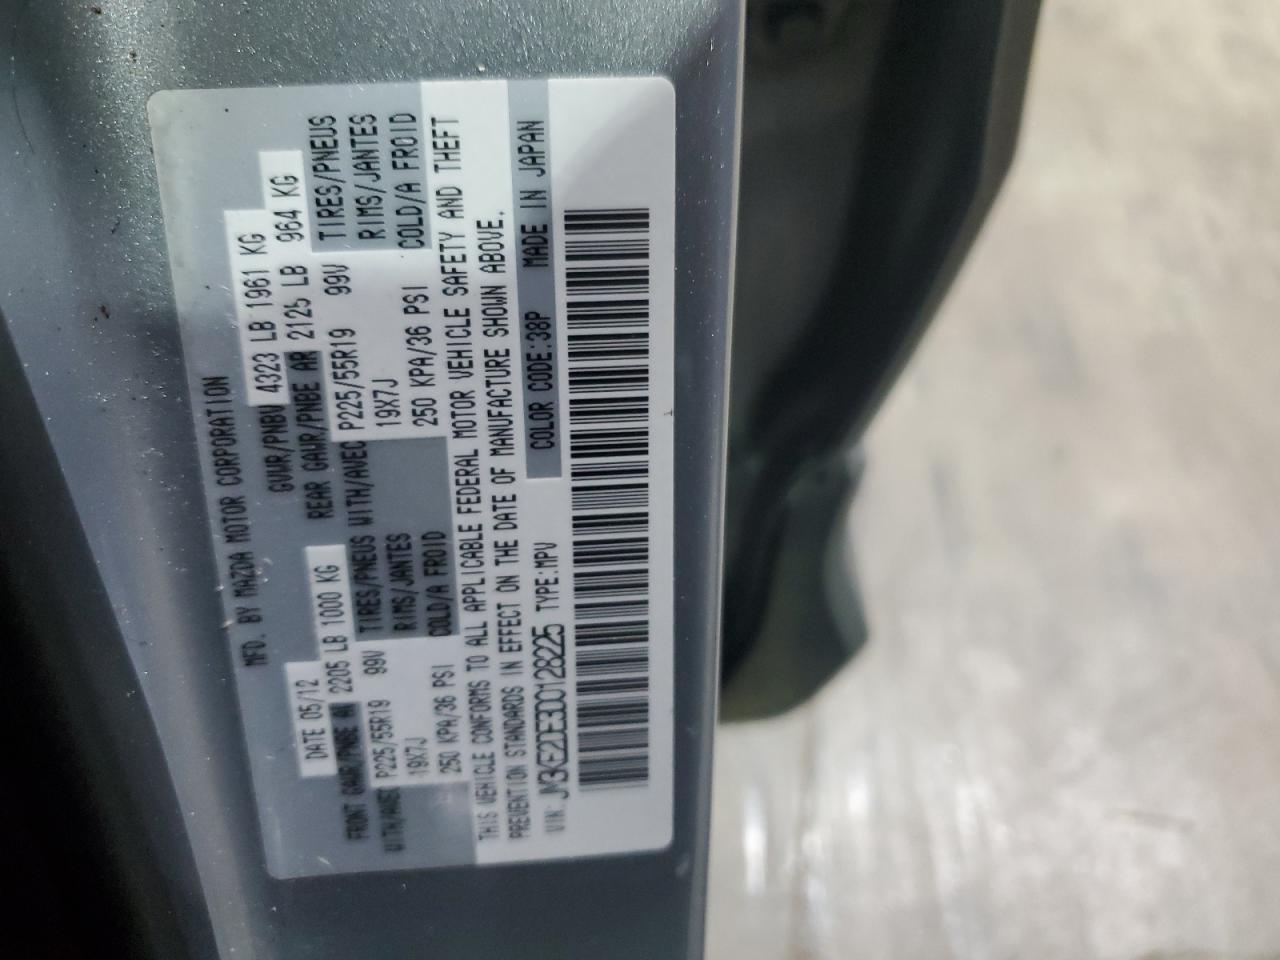 MFD. BY MAZDA MOTOR CORPORATION
DATE 05/12 GVWR/PNBV 4323 LB 1961 KG
FRONT GAWR/PNBE AV 2205 LB 1000 KG REAR GAWR/PNBE AR 2125 LB 964 KG
WITH/AVEC P225/55R19 99V TIRES/PNEUS WITH/AVEC P225/55R19 99V TIRES/PNEUS
19X7J RIMS/JANTES 19X7J RIMS/JANTES
250 KPA/36 PSI COLD/A FROID 250 KPA/36 PSI COLD/A FROID
THIS VEHICLE CONFORMS TO ALL APPLICABLE FEDERAL MOTOR VEHICLE SAFETY AND THEFT
PREVENTION STANDARDS IN EFFECT ON THE DATE OF MANUFACTURE SHOWN ABOVE.
VIN: JM3KE2DE3D0128225 TYPE:MPV COLOR CODE:38P MADE IN JAPAN